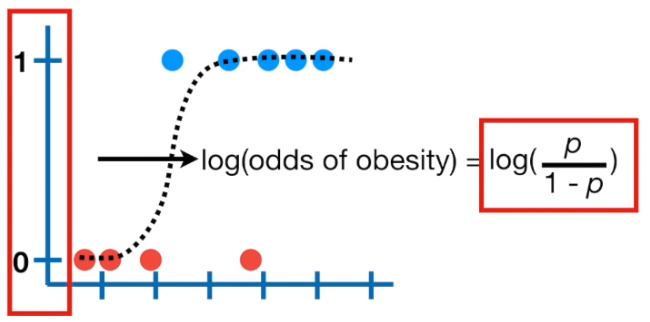 1
log(odds of obesity) = log(p / 1 - p)
0